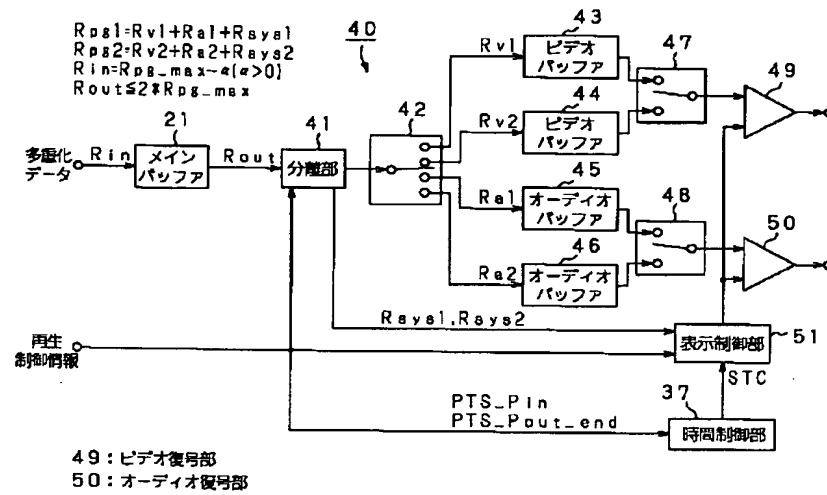 Rpg1=Rv1+Ra1+Rsys1
Rpg2=Rv2+Ra2+Rsys2
Rin=Rpg_max-α(α>0)
Rout≦2*Rpg_max
40
43
Rv1
ビデオ
バッファ
47
49
44
Rv2
ビデオ
バッファ
21
41
42
多重化
データ
Rin
メイン
バッファ
Rout
分離部
45
Ra1
オーディオ
バッファ
48
50
46
Ra2
オーディオ
バッファ
Rsys1,Rsys2
再生
制御情報
表示制御部
51
STC
PTS_Pin
PTS_Pout_end
37
時間制御部
49：ビデオ復号部
50：オーディオ復号部